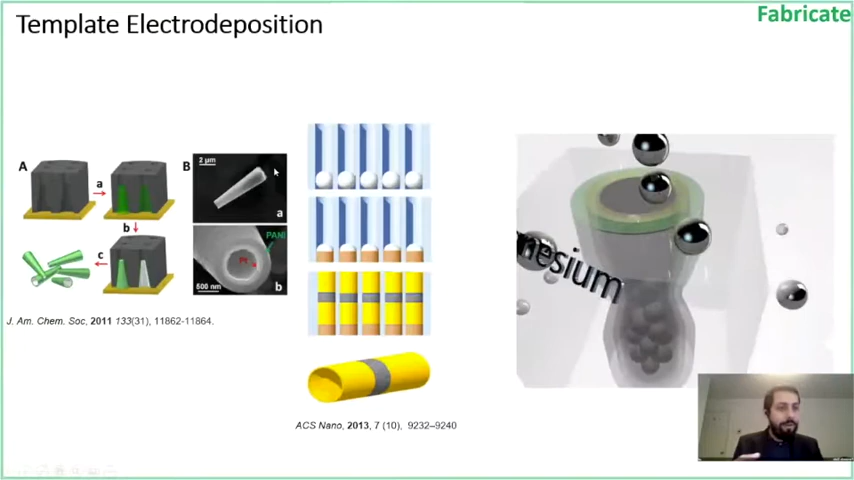 Fabricate
Template Electrodeposition
A
a
b
c
B
2 μm
a
PANI
Pt
500 nm
b
J. Am. Chem. Soc, 2011 133(31), 11862-11864.
ACS Nano, 2013, 7 (10), 9232–9240
nesium